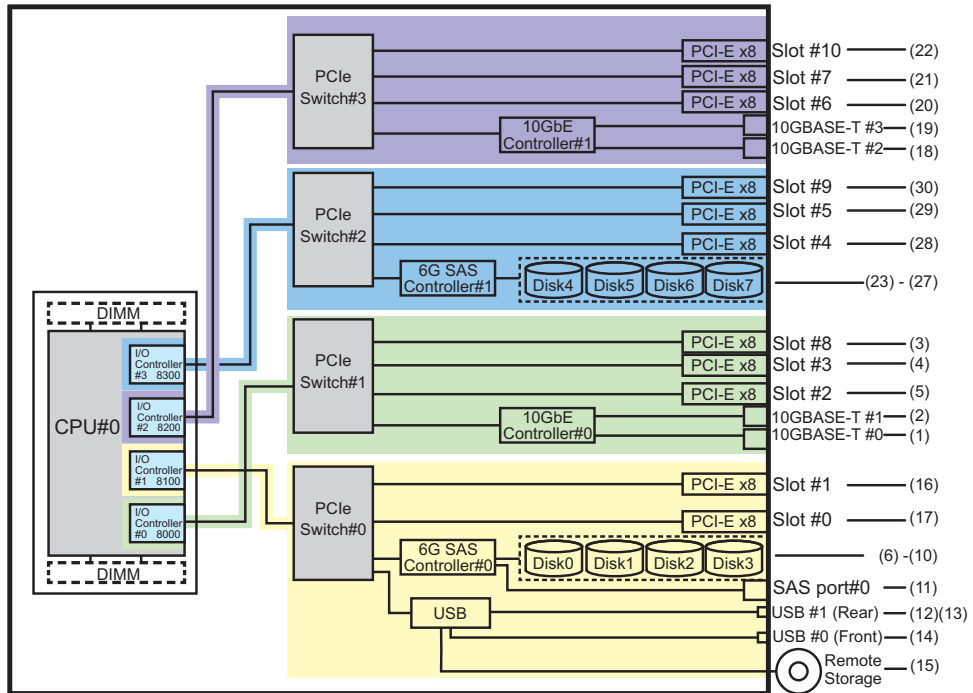 PCIe
Switch#3
PCI-E x8 Slot #10 (22)
PCI-E x8 Slot #7 (21)
PCI-E x8 Slot #6 (20)
10GbE
Controller#1
10GBASE-T #3 (19)
10GBASE-T #2 (18)
PCIe
Switch#2
PCI-E x8 Slot #9 (30)
PCI-E x8 Slot #5 (29)
PCI-E x8 Slot #4 (28)
6G SAS
Controller#1
Disk4 Disk5 Disk6 Disk7 (23) - (27)
DIMM
CPU#0
I/O
Controller
#3 8300
I/O
Controller
#2 8200
I/O
Controller
#1 8100
I/O
Controller
#0 8000
DIMM
PCIe
Switch#1
PCI-E x8 Slot #8 (3)
PCI-E x8 Slot #3 (4)
PCI-E x8 Slot #2 (5)
10GbE
Controller#0
10GBASE-T #1 (2)
10GBASE-T #0 (1)
PCIe
Switch#0
PCI-E x8 Slot #1 (16)
PCI-E x8 Slot #0 (17)
6G SAS
Controller#0
Disk0 Disk1 Disk2 Disk3 (6) -(10)
SAS port#0 (11)
USB
USB #1 (Rear) (12)(13)
USB #0 (Front) (14)
Remote
Storage (15)